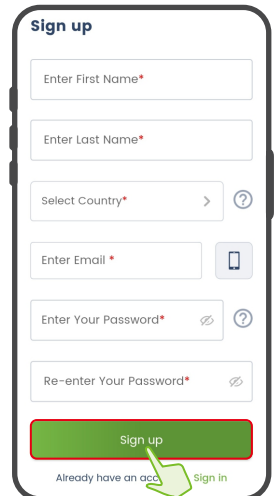 Sign up
Enter First Name*
Enter Last Name*
Select Country*
Enter Email *
Enter Your Password*
Re-enter Your Password*
Sign up
Already have an Sign in